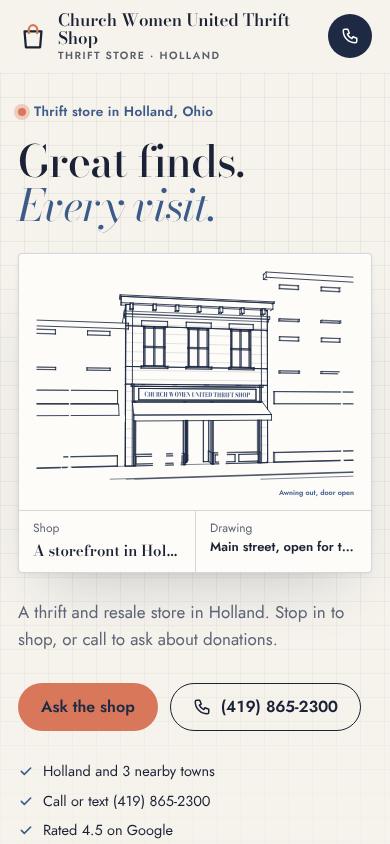 Church Women United Thrift
Shop
THRIFT STORE · HOLLAND
Thrift store in Holland, Ohio
Great finds.
Every visit.
CHURCH WOMEN UNITED THRIFT SHOP
Awning out, door open
Shop
A storefront in Hol...
Drawing
Main street, open for t...
A thrift and resale store in Holland. Stop in to
shop, or call to ask about donations.
Ask the shop
(419) 865-2300
Holland and 3 nearby towns
Call or text (419) 865-2300
Rated 4.5 on Google